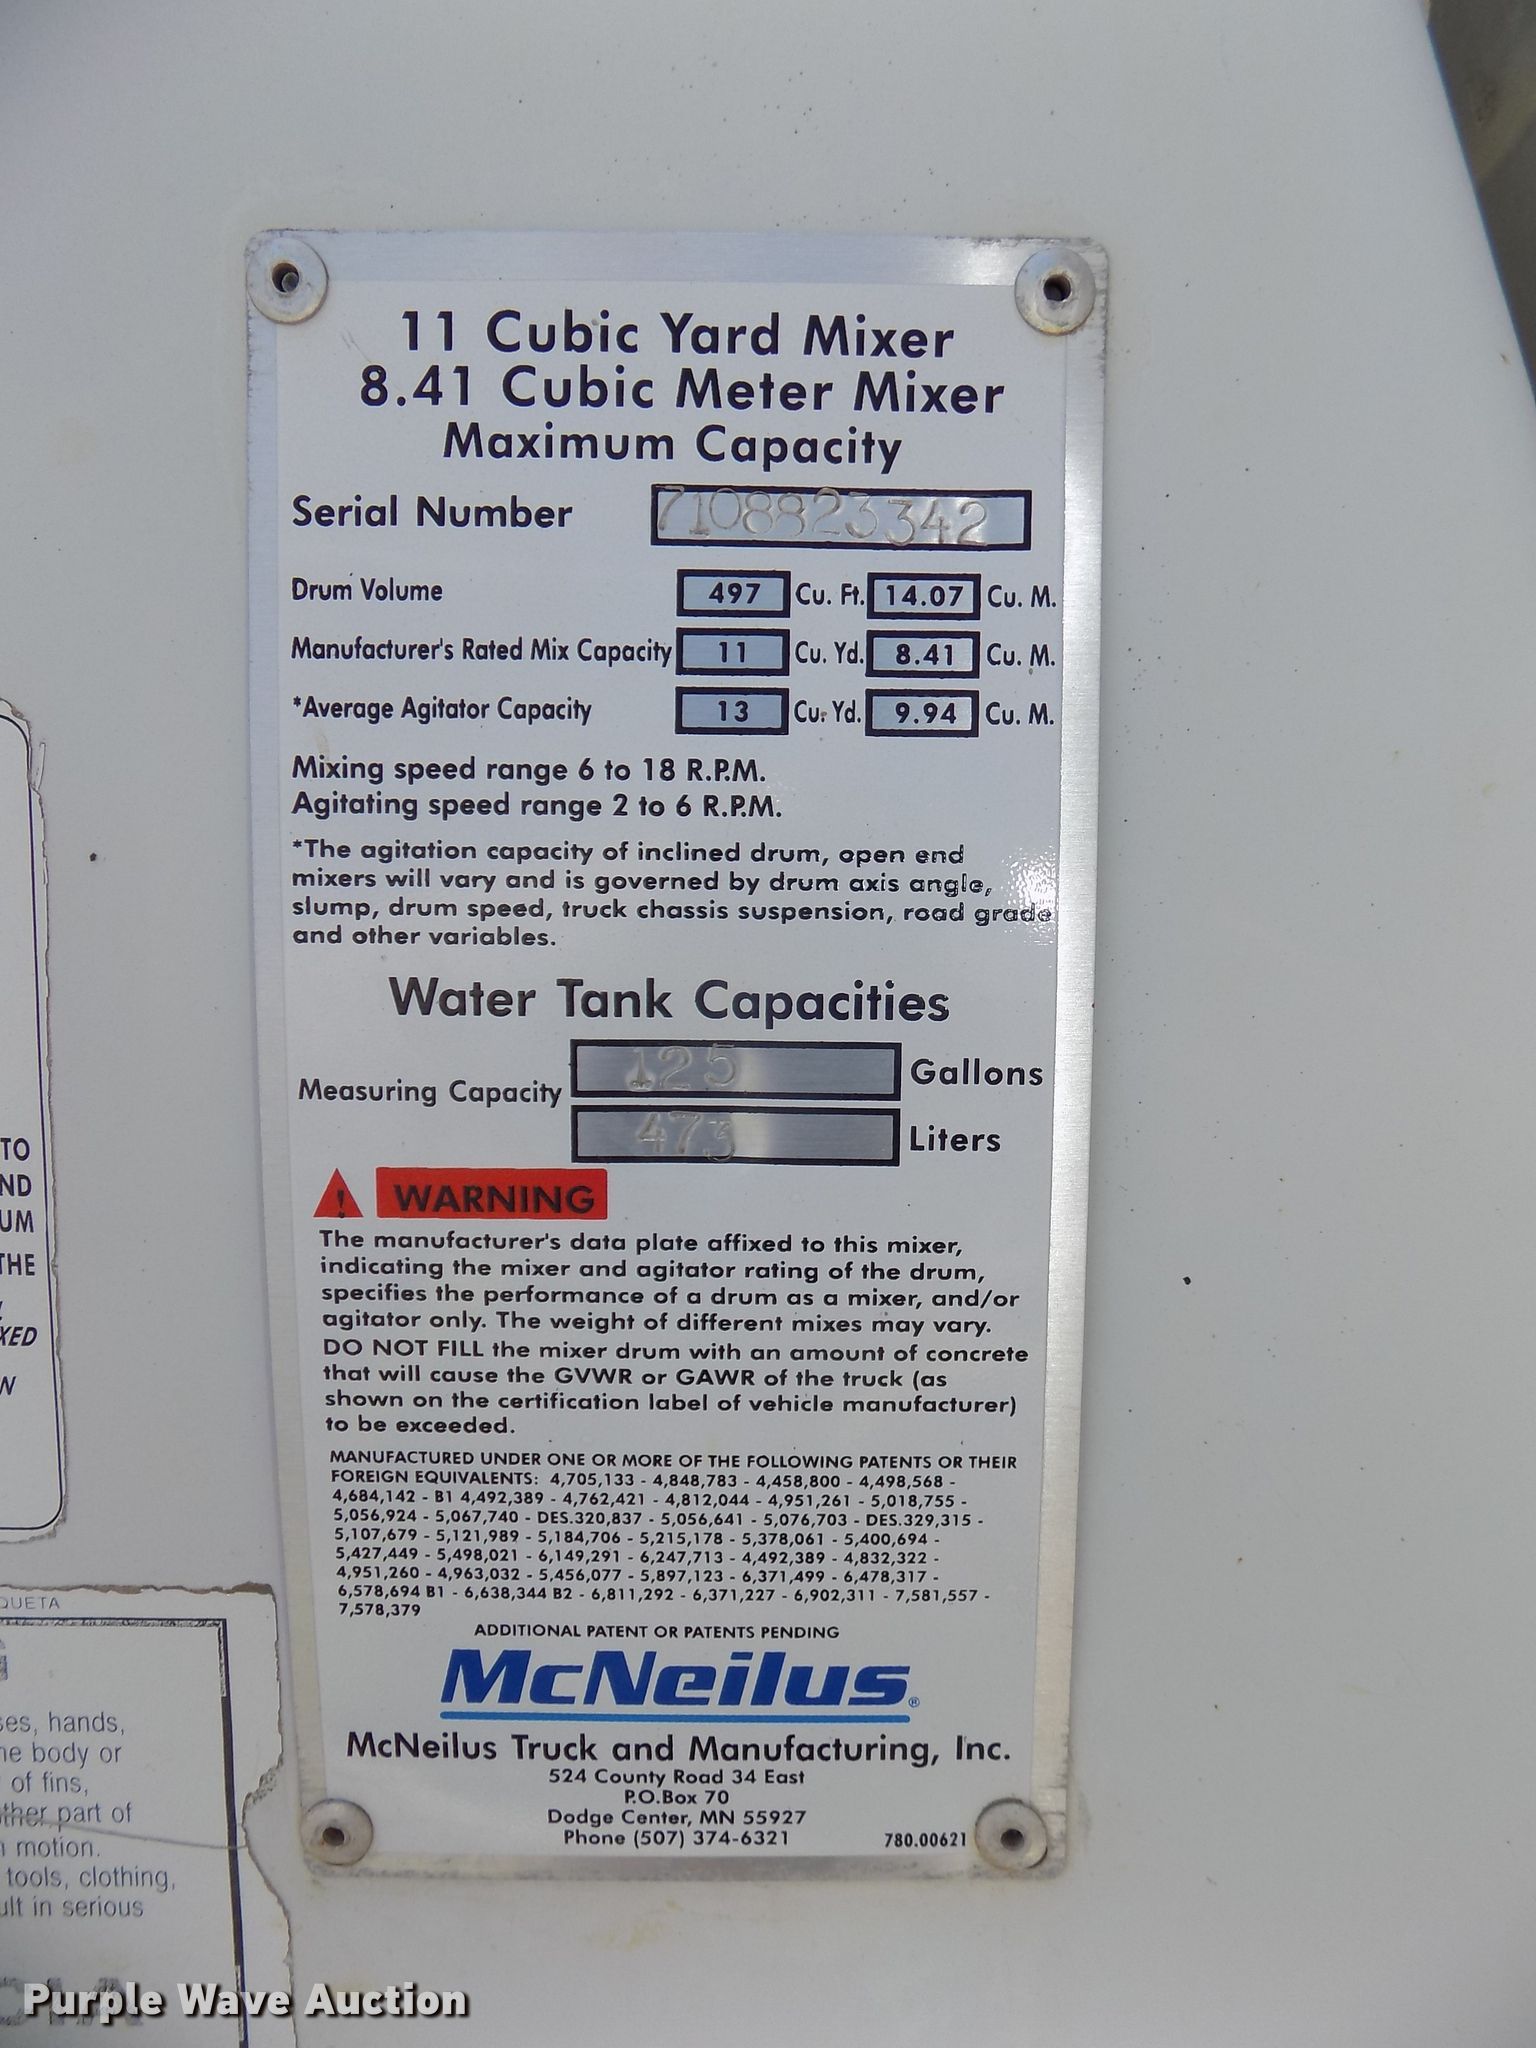 11 Cubic Yard Mixer
8.41 Cubic Meter Mixer
Maximum Capacity
Serial Number 7108823342
Drum Volume 497 Cu. Ft. 14.07 Cu. M.
Manufacturer's Rated Mix Capacity 11 Cu. Yd. 8.41 Cu. M.
*Average Agitator Capacity 13 Cu. Yd. 9.94 Cu. M.
Mixing speed range 6 to 18 R.P.M.
Agitating speed range 2 to 6 R.P.M.
*The agitation capacity of inclined drum, open end
mixers will vary and is governed by drum axis angle,
slump, drum speed, truck chassis suspension, road grade
and other variables.
Water Tank Capacities
Measuring Capacity
125 Gallons
473 Liters
WARNING
The manufacturer's data plate affixed to this mixer,
indicating the mixer and agitator rating of the drum,
specifies the performance of a drum as a mixer, and/or
agitator only. The weight of different mixes may vary.
DO NOT FILL the mixer drum with an amount of concrete
that will cause the GVWR or GAWR of the truck (as
shown on the certification label of vehicle manufacturer)
to be exceeded.
MANUFACTURED UNDER ONE OR MORE OF THE FOLLOWING PATENTS OR THEIR
FOREIGN EQUIVALENTS: 4,705,133 - 4,848,783 - 4,458,800 - 4,498,568 -
4,684,142 - B1 4,492,389 - 4,762,421 - 4,812,044 - 4,951,261 - 5,018,755 -
5,056,924 - 5,067,740 - DES.320,837 - 5,056,641 - 5,076,703 - DES.329,315 -
5,107,679 - 5,121,989 - 5,184,706 - 5,215,178 - 5,378,061 - 5,400,694 -
5,427,449 - 5,498,021 - 6,149,291 - 6,247,713 - 4,492,389 - 4,832,322 -
4,951,260 - 4,963,032 - 5,456,077 - 5,897,123 - 6,371,499 - 6,478,317 -
6,578,694 B1 - 6,638,344 B2 - 6,811,292 - 6,371,227 - 6,902,311 - 7,581,557 -
7,578,379
ADDITIONAL PATENT OR PATENTS PENDING
McNeilus®
McNeilus Truck and Manufacturing, Inc.
524 County Road 34 East
P.O.Box 70
Dodge Center, MN 55927
Phone (507) 374-6321 780.00621
TO
ND
UM
THE
XED
QUETA
ses, hands,
body or
of fins,
part of
motion.
tools, clothing,
in serious
Purple Wave Auction